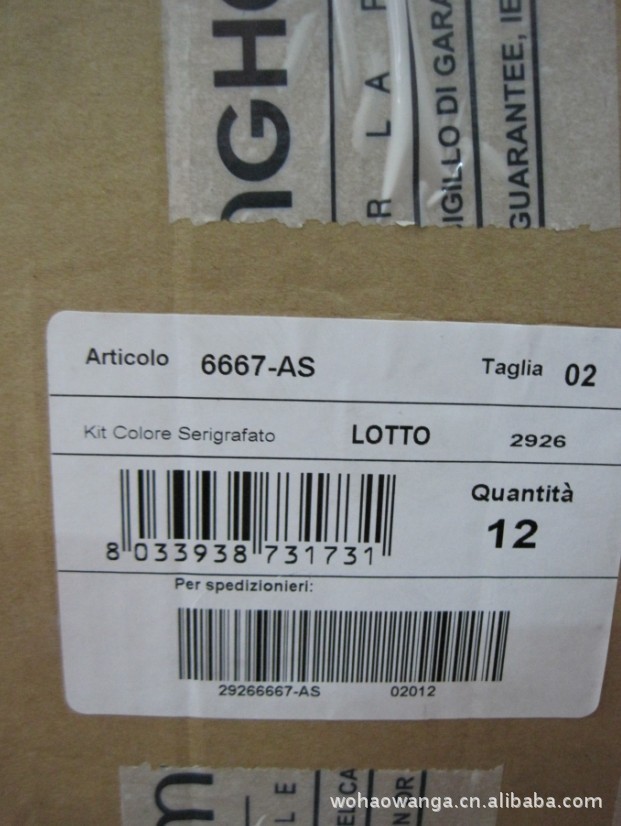 NGHO
R L A
SIGILLO DI GARA
GUARANTEE, IE
Articolo 6667-AS Taglia 02
Kit Colore Serigrafato LOTTO 2926
Quantità
12
8 033938 731731
Per spedizionieri:
29266667-AS 02012
wohaowanga.cn.alibaba.com